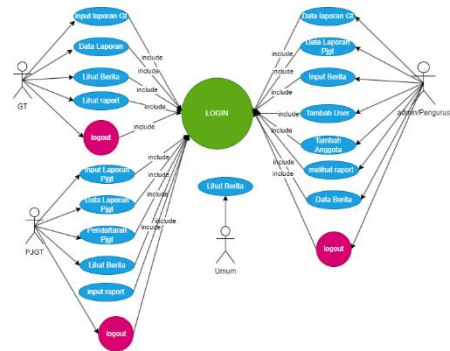 Input laporan Gt
Data Laporan
Lihat Berita
Lihat raport
logout
GT
include
include
include
include
include
LOGIN
Data laporan Gt
Data Laporan
Pjgt
Input Berita
Tambah User
Tambah
Anggota
melihat raport
Data Berita
logout
admin/Pengurus
include
include
include
include
include
include
include
Input Laporan
Pjgt
Data Laporan
Pjgt
Pendaftaran
Pjgt
Lihat Berita
input raport
logout
PJGT
include
include
include
include
include
include
Lihat Berita
Umum